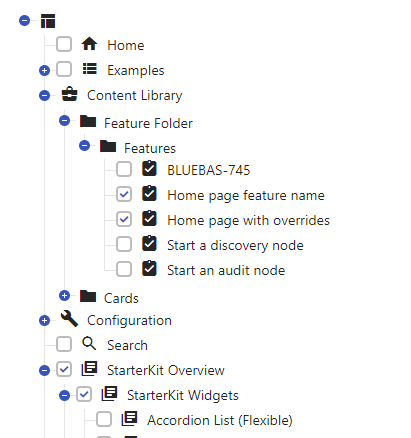 Home
Examples
Content Library
Feature Folder
Features
BLUEBAS-745
Home page feature name
Home page with overrides
Start a discovery node
Start an audit node
Cards
Configuration
Search
StarterKit Overview
StarterKit Widgets
Accordion List (Flexible)